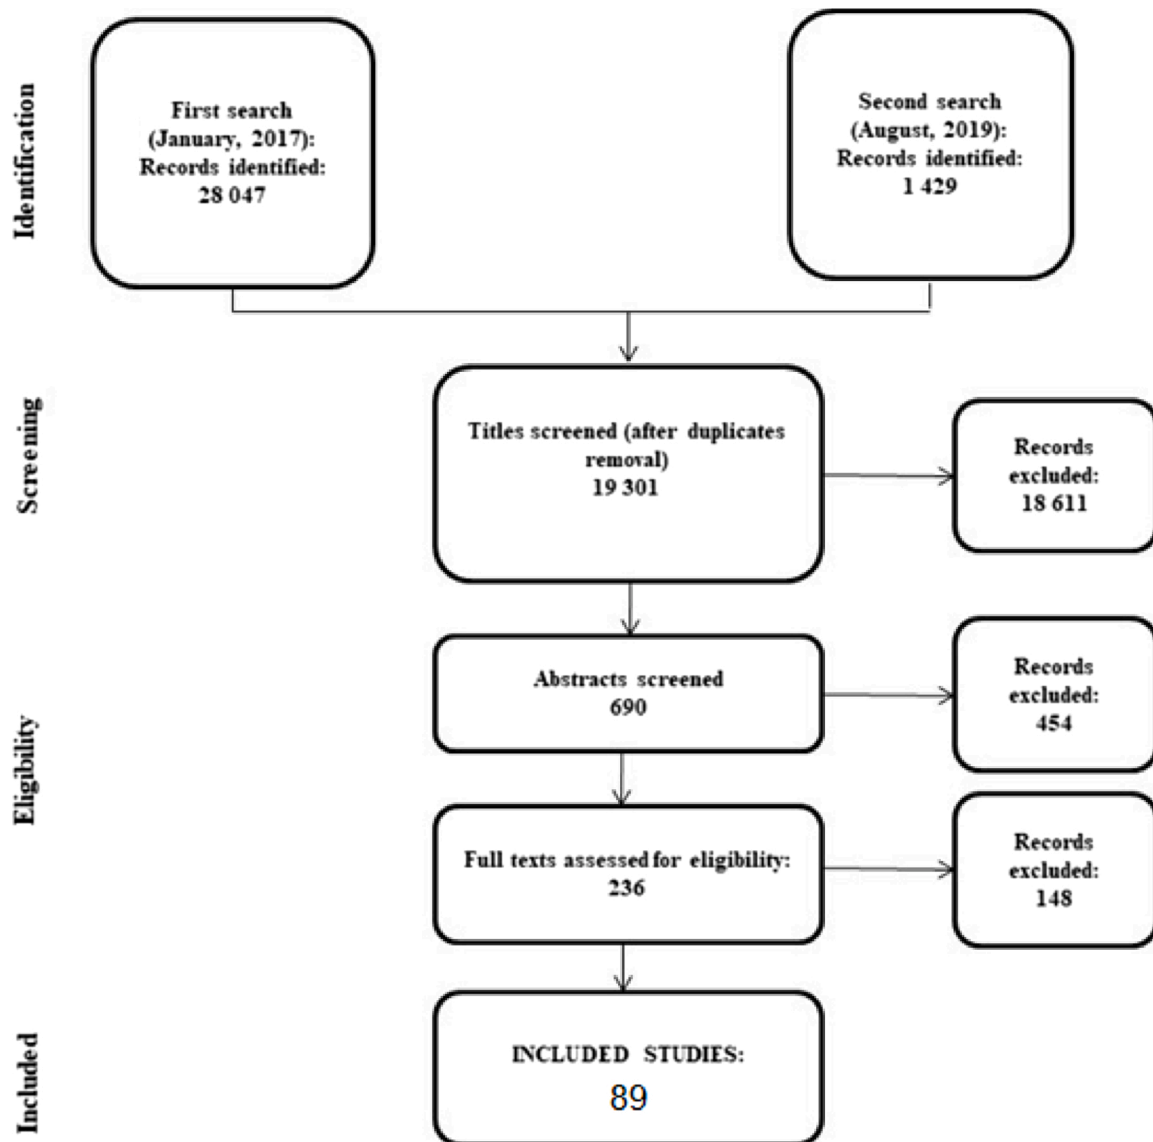 Identification
First search
(January, 2017):
Records identified:
28 047
Second search
(August, 2019):
Records identified:
1 429
Screening
Titles screened (after duplicates
removal)
19 301
Records
excluded:
18 611
Eligibility
Abstracts screened
690
Records
excluded:
454
Full texts assessed for eligibility:
236
Records
excluded:
148
Included
INCLUDED STUDIES:
89